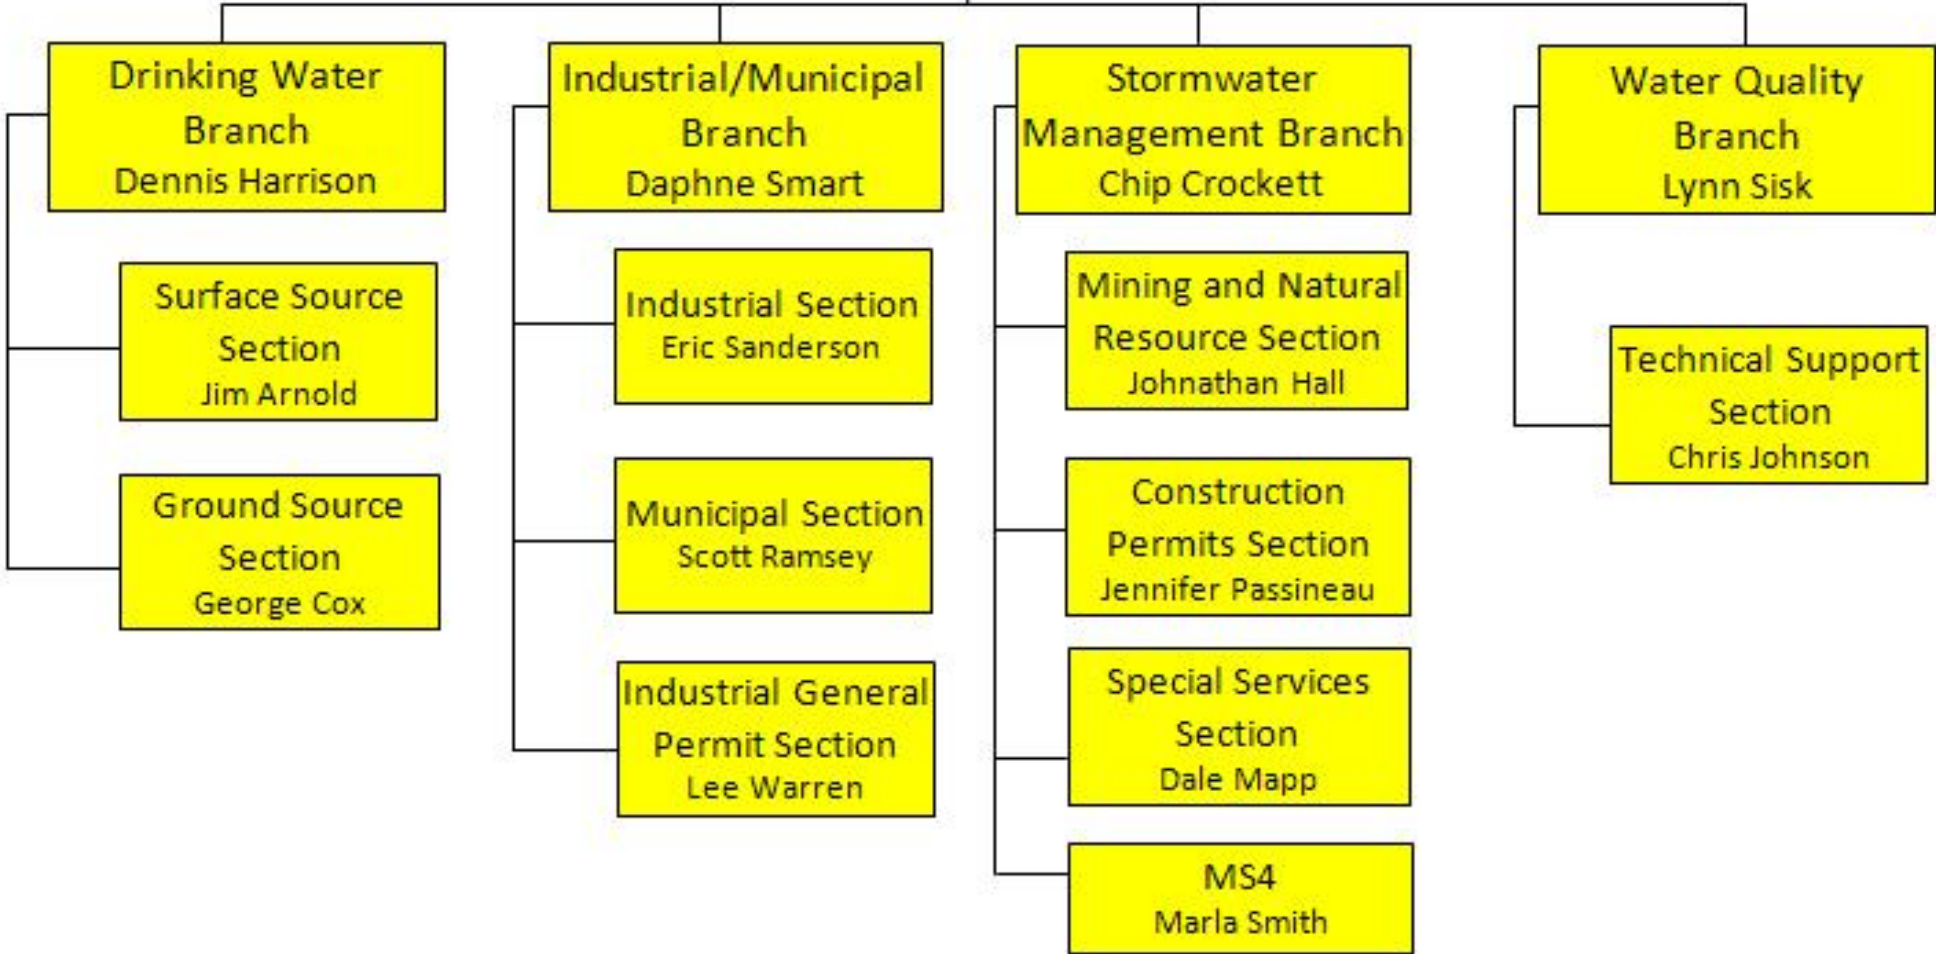 Drinking Water
Branch
Dennis Harrison
Surface Source
Section
Jim Arnold
Ground Source
Section
George Cox
Industrial/Municipal
Branch
Daphne Smart
Industrial Section
Eric Sanderson
Municipal Section
Scott Ramsey
Industrial General
Permit Section
Lee Warren
Stormwater
Management Branch
Chip Crockett
Mining and Natural
Resource Section
Johnathan Hall
Construction
Permits Section
Jennifer Passineau
Special Services
Section
Dale Mapp
MS4
Marla Smith
Water Quality
Branch
Lynn Sisk
Technical Support
Section
Chris Johnson